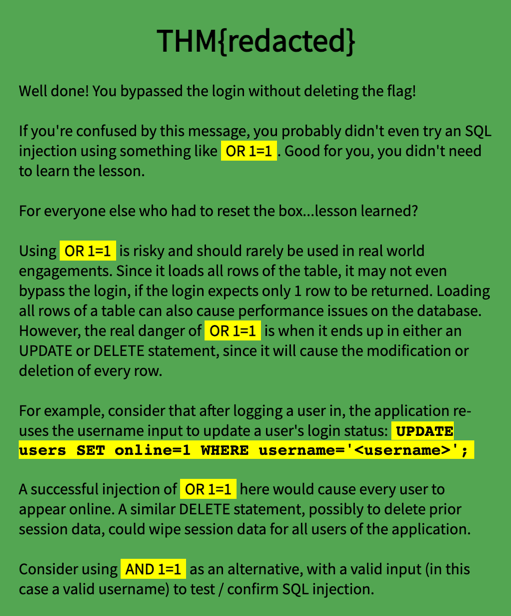 THM{redacted}
Well done! You bypassed the login without deleting the flag!
If you're confused by this message, you probably didn't even try an SQL
injection using something like OR 1=1. Good for you, you didn't need
to learn the lesson.
For everyone else who had to reset the box...lesson learned?
Using OR 1=1 is risky and should rarely be used in real world
engagements. Since it loads all rows of the table, it may not even
bypass the login, if the login expects only 1 row to be returned. Loading
all rows of a table can also cause performance issues on the database.
However, the real danger of OR 1=1 is when it ends up in either an
UPDATE or DELETE statement, since it will cause the modification or
deletion of every row.
For example, consider that after logging a user in, the application re-
uses the username input to update a user's login status: UPDATE
users SET online=1 WHERE username='<username>';
A successful injection of OR 1=1 here would cause every user to
appear online. A similar DELETE statement, possibly to delete prior
session data, could wipe session data for all users of the application.
Consider using AND 1=1 as an alternative, with a valid input (in this
case a valid username) to test / confirm SQL injection.